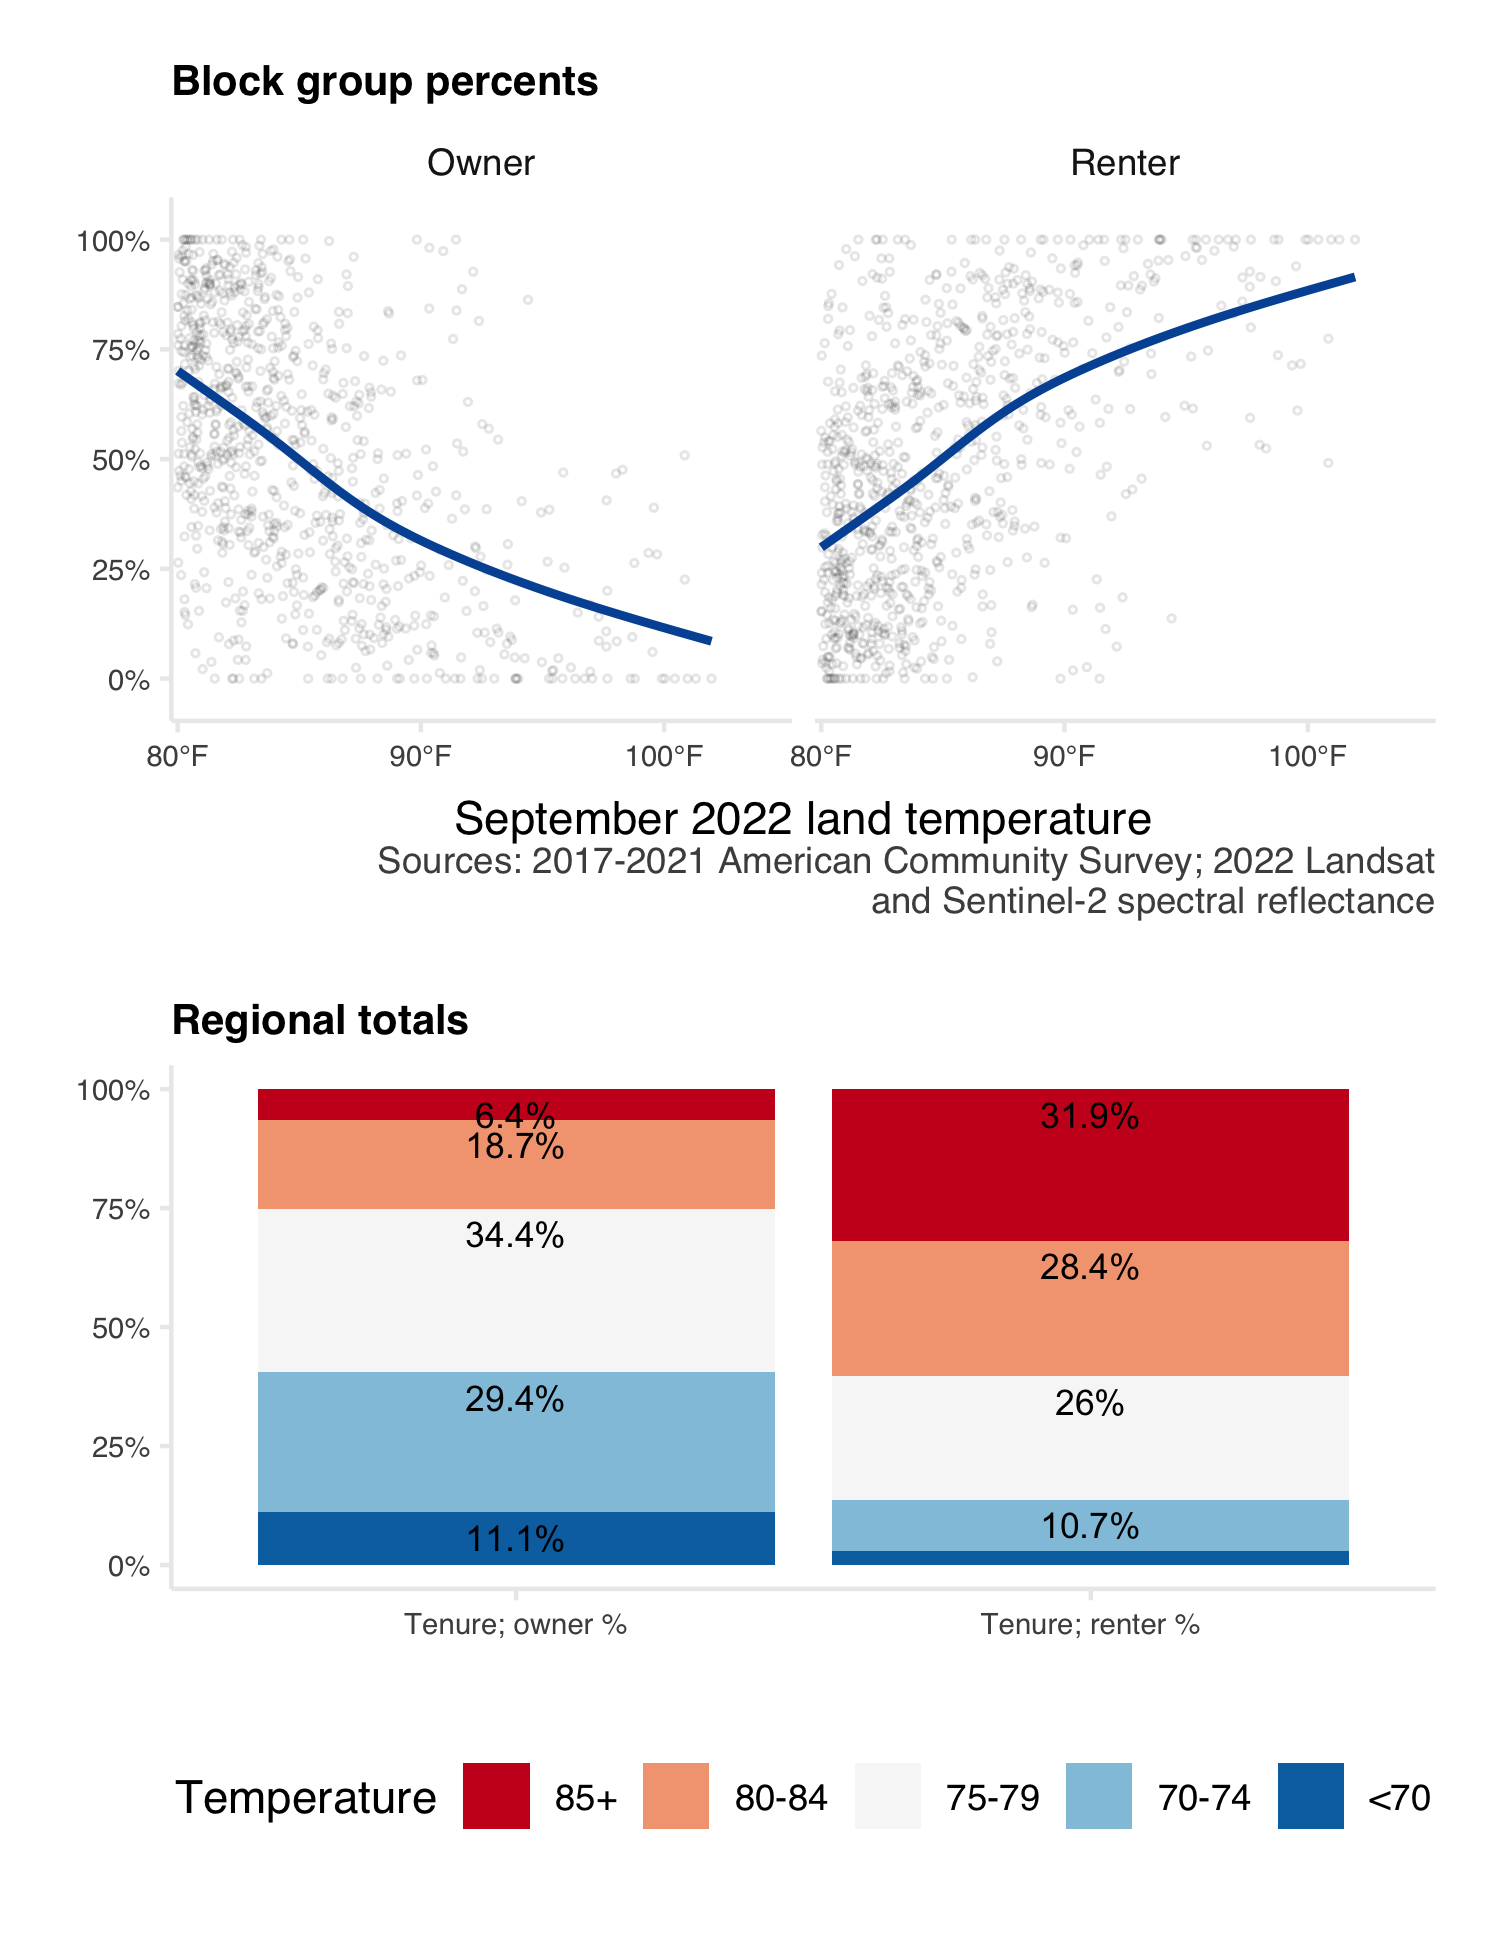 Block group percents
Owner
Renter
100%
75%
50%
25%
0%
80°F
90°F
100°F
80°F
90°F
100°F
September 2022 land temperature
Sources: 2017-2021 American Community Survey; 2022 Landsat
and Sentinel-2 spectral reflectance
Regional totals
100%
75%
50%
25%
0%
6.4%
18.7%
34.4%
29.4%
11.1%
31.9%
28.4%
26%
10.7%
Tenure; owner %
Tenure; renter %
Temperature
85+
80-84
75-79
70-74
<70